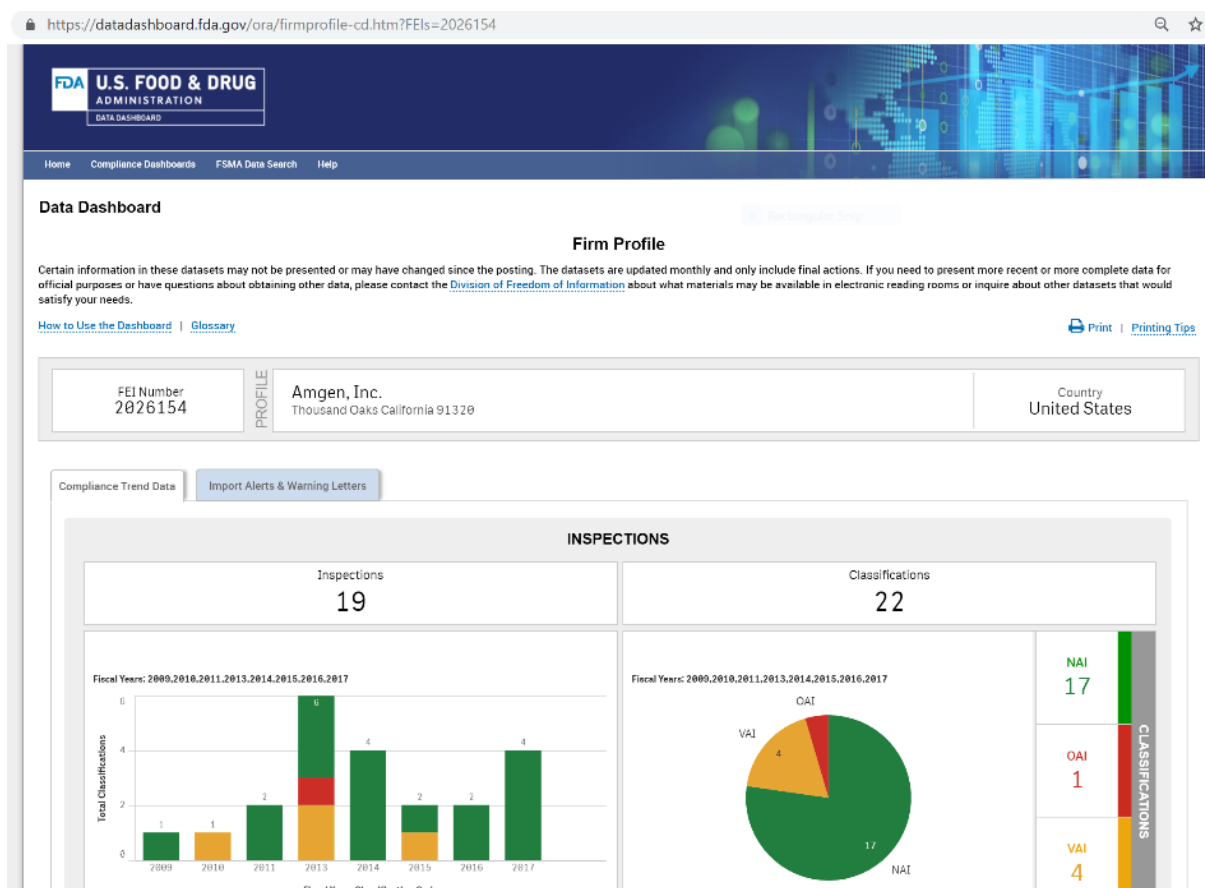 https://datadashboard.fda.gov/ora/firmprofile-cd.htm?FEIs=2026154
FDA U.S. FOOD & DRUG
ADMINISTRATION
DATA DASHBOARD
Home Compliance Dashboards FSMA Data Search Help
Data Dashboard
Rectangular Snip
Firm Profile
Certain information in these datasets may not be presented or may have changed since the posting. The datasets are updated monthly and only include final actions. If you need to present more recent or more complete data for
official purposes or have questions about obtaining other data, please contact the Division of Freedom of Information about what materials may be available in electronic reading rooms or inquire about other datasets that would
satisfy your needs.
How to Use the Dashboard | Glossary
Print | Printing Tips
FEI Number
2026154
PROFILE
Amgen, Inc.
Thousand Oaks California 91320
Country
United States
Compliance Trend Data
Import Alerts & Warning Letters
INSPECTIONS
Inspections
19
Classifications
22
Fiscal Years: 2009,2010,2011,2013,2014,2015,2016,2017
Total Classifications
6
4
2
0
1
1
2
6
4
2
2
4
2009 2010 2011 2013 2014 2015 2016 2017
Fiscal Years: 2009,2010,2011,2013,2014,2015,2016,2017
OAI
VAI
4
17
NAI
NAI
17
OAI
1
VAI
4
CLASSIFICATIONS